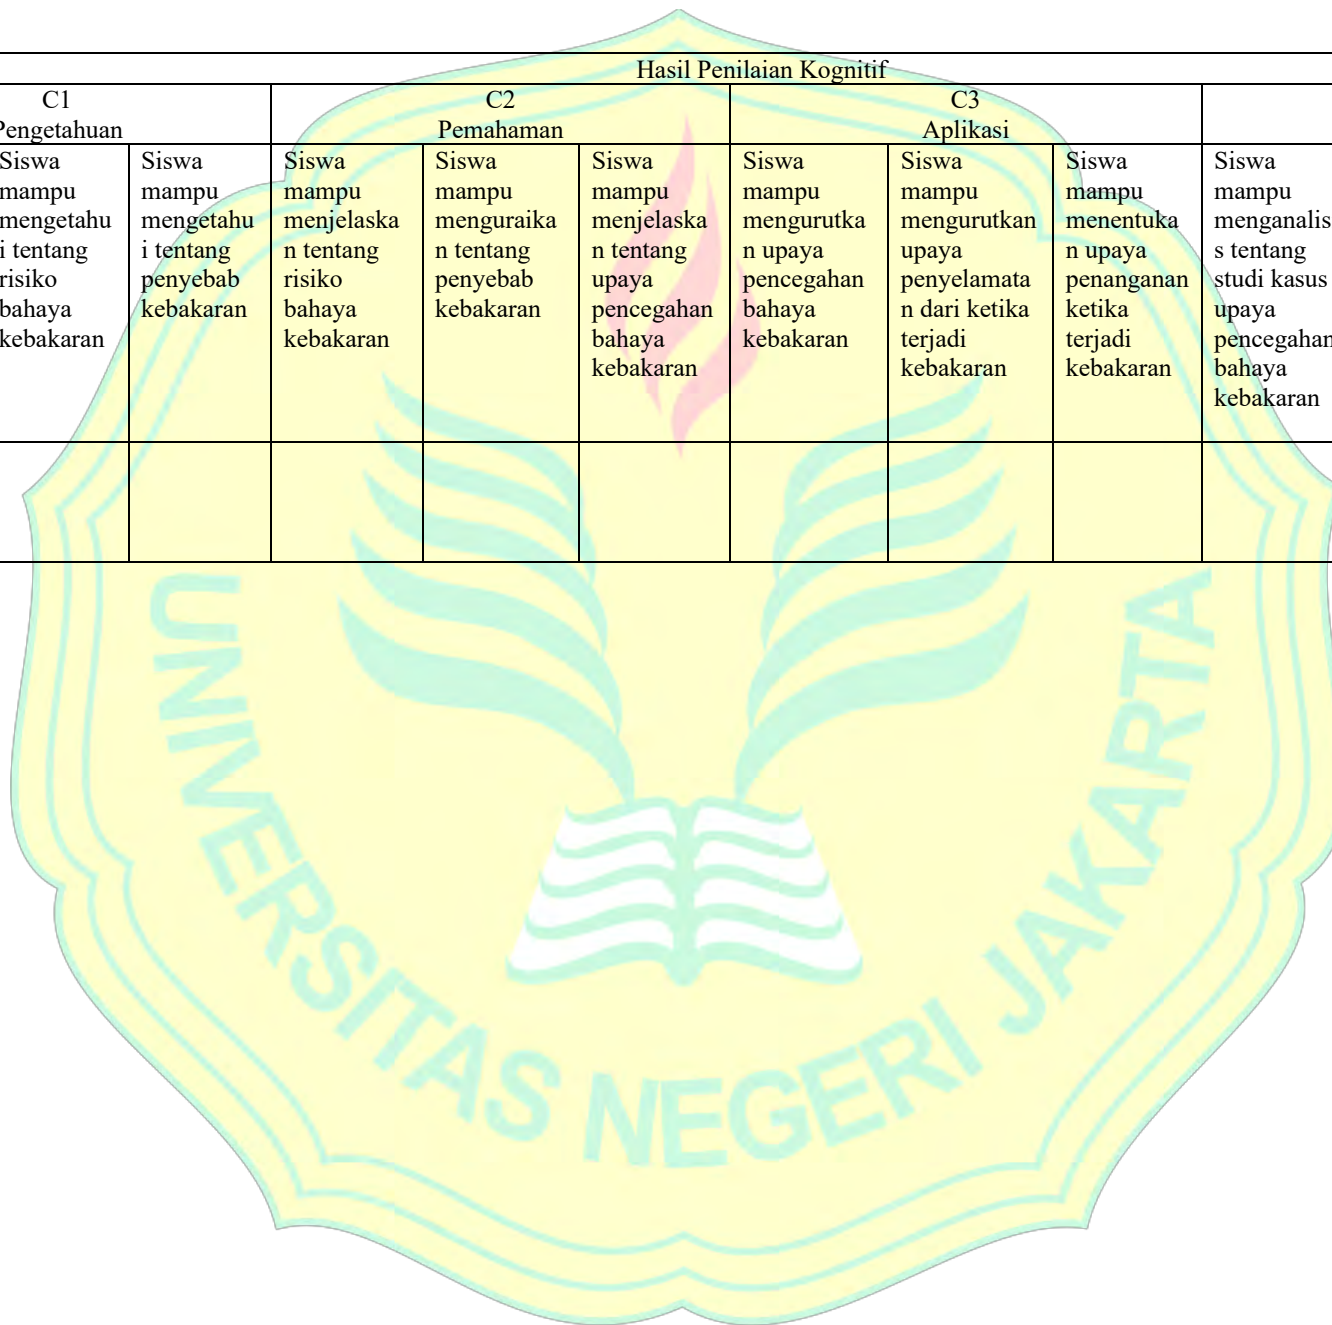 Hasil Penilaian Kognitif
C1
Pengetahuan
C2
Pemahaman
C3
Aplikasi
Siswa
mampu
mengetahu
i tentang
risiko
bahaya
kebakaran
Siswa
mampu
mengetahu
i tentang
penyebab
kebakaran
Siswa
mampu
menjelaska
n tentang
risiko
bahaya
kebakaran
Siswa
mampu
menguraika
n tentang
penyebab
kebakaran
Siswa
mampu
menjelaska
n tentang
upaya
pencegahan
bahaya
kebakaran
Siswa
mampu
mengurutka
n upaya
pencegahan
bahaya
kebakaran
Siswa
mampu
mengurutkan
upaya
penyelamata
n dari ketika
terjadi
kebakaran
Siswa
mampu
menentuka
n upaya
penanganan
ketika
terjadi
kebakaran
Siswa
mampu
menganalis
s tentang
studi kasus
upaya
pencegahan
bahaya
kebakaran
UNIVERSITAS NEGERI JAKARTA